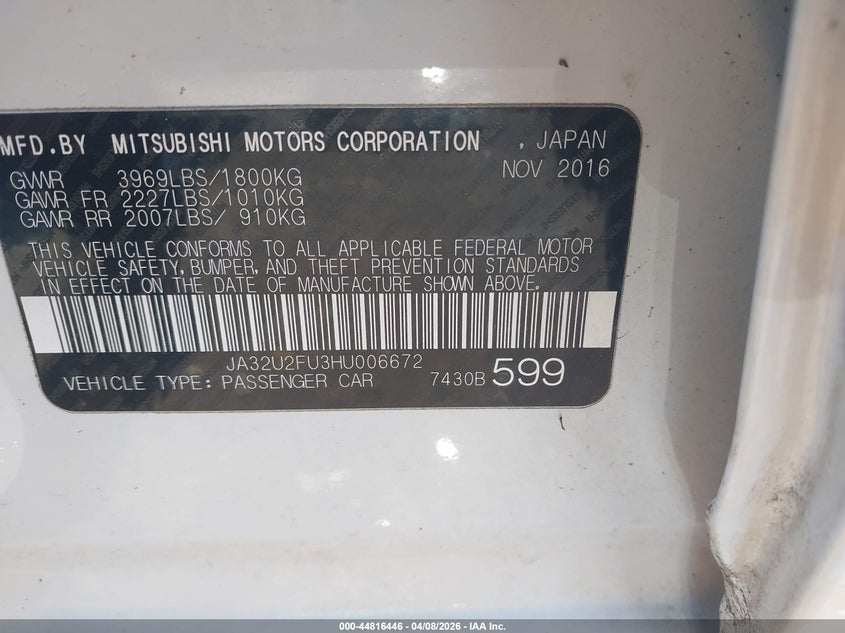 MFD.BY MITSUBISHI MOTORS CORPORATION , JAPAN
NOV 2016
GVWR 3969LBS/1800KG
GAWR FR 2227LBS/1010KG
GAWR RR 2007LBS/ 910KG
THIS VEHICLE CONFORMS TO ALL APPLICABLE FEDERAL MOTOR
VEHICLE SAFETY, BUMPER, AND THEFT PREVENTION STANDARDS
IN EFFECT ON THE DATE OF MANUFACTURE SHOWN ABOVE.
JA32U2FU3HU006672
VEHICLE TYPE: PASSENGER CAR 7430B 599
000-44816446 - 04/08/2026 - IAA Inc.